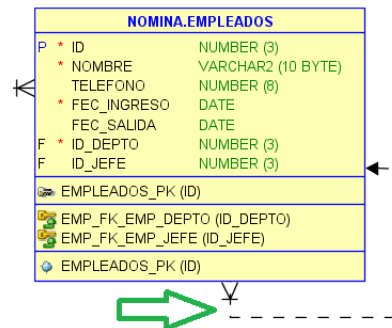 NOMINA.EMPLEADOS
P * ID NUMBER (3)
* NOMBRE VARCHAR2 (10 BYTE)
TELEFONO NUMBER (8)
* FEC_INGRESO DATE
FEC_SALIDA DATE
F * ID_DEPTO NUMBER (3)
F ID_JEFE NUMBER (3)
EMPLEADOS_PK (ID)
EMP_FK_EMP_DEPTO (ID_DEPTO)
EMP_FK_EMP_JEFE (ID_JEFE)
EMPLEADOS_PK (ID)